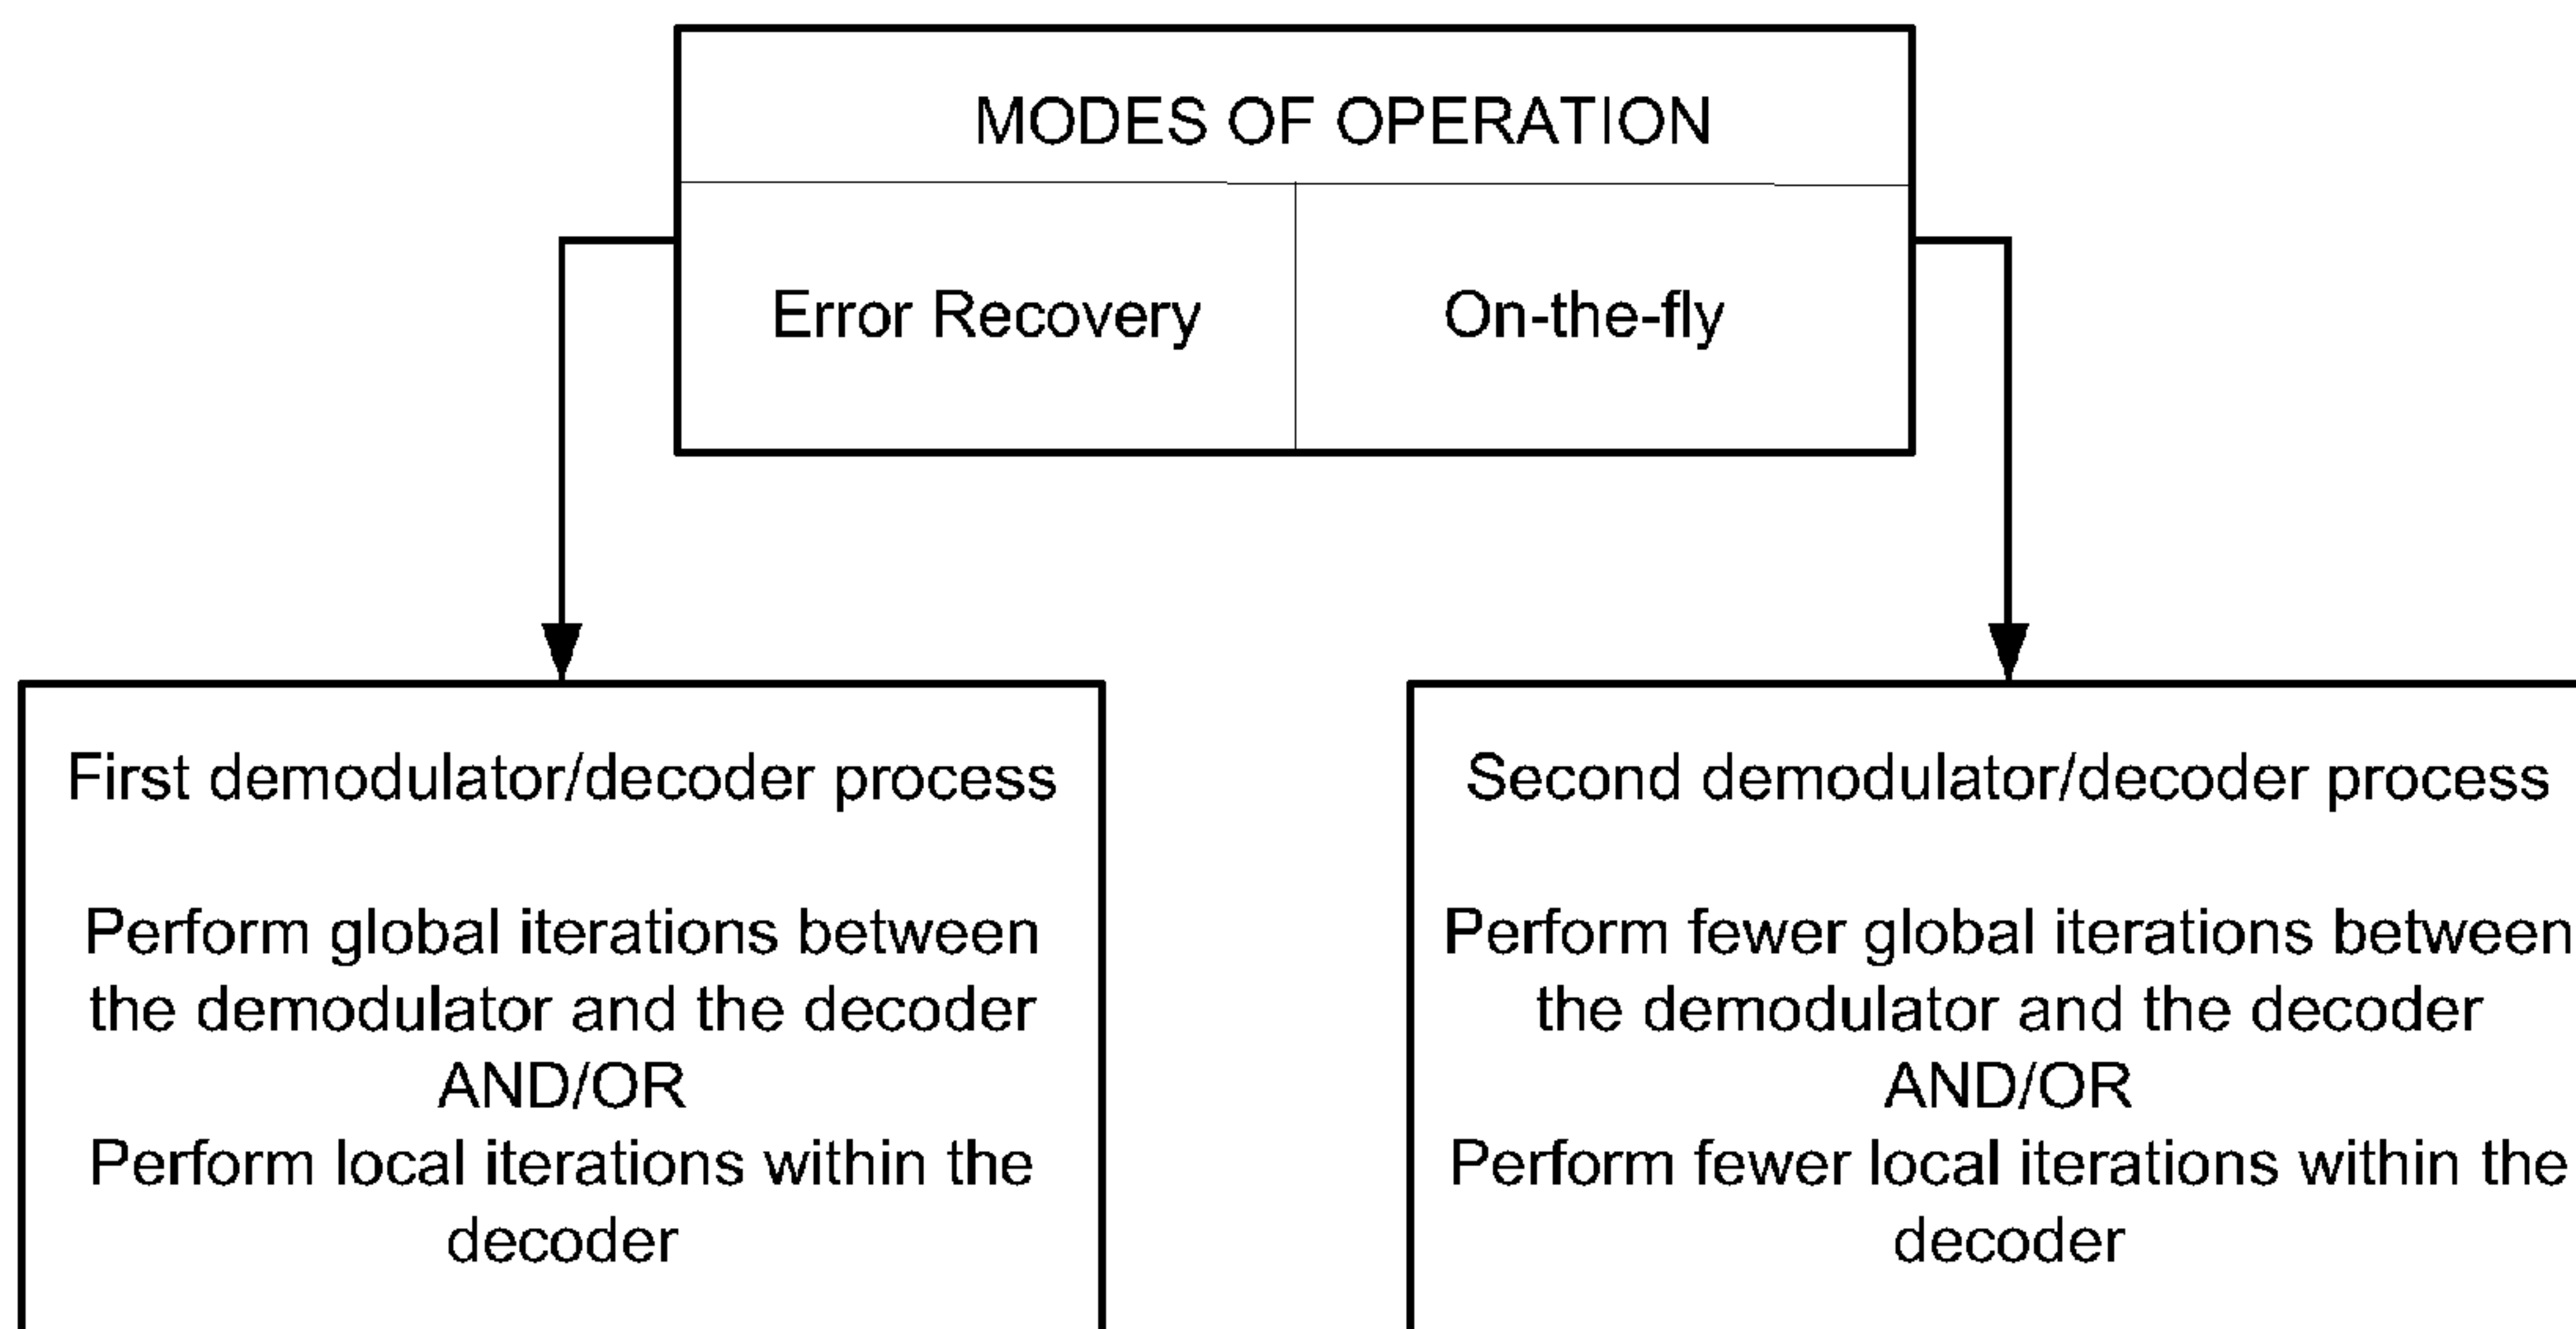 MODES OF OPERATION
Error Recovery
On-the-fly
First demodulator/decoder process
Perform global iterations between
the demodulator and the decoder
AND/OR
Perform local iterations within the
decoder
Second demodulator/decoder process
Perform fewer global iterations between
the demodulator and the decoder
AND/OR
Perform fewer local iterations within the
decoder